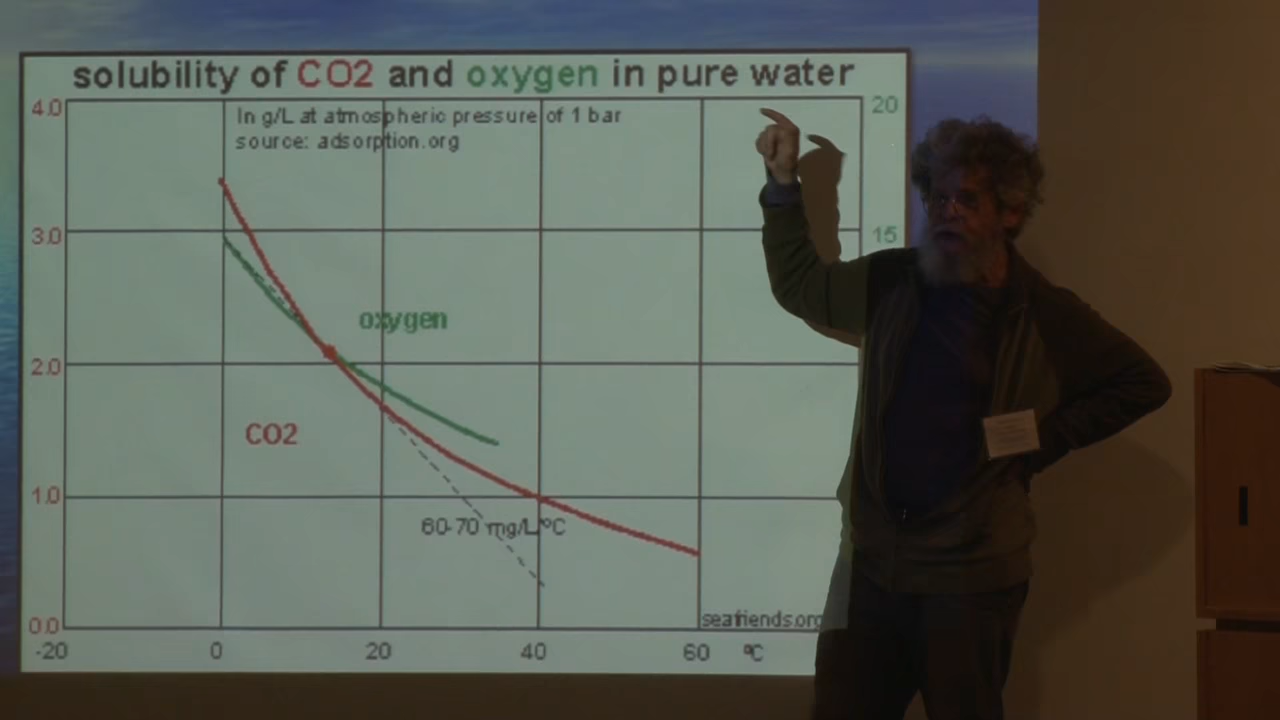 solubility of CO2 and oxygen in pure water
4.0
20
In g/L at atmospheric pressure of 1 bar
source: adsorption.org
3.0
15
oxygen
2.0
CO2
1.0
60-70 mg/L/ºC
0.0
-20 0 20 40 60 ºC